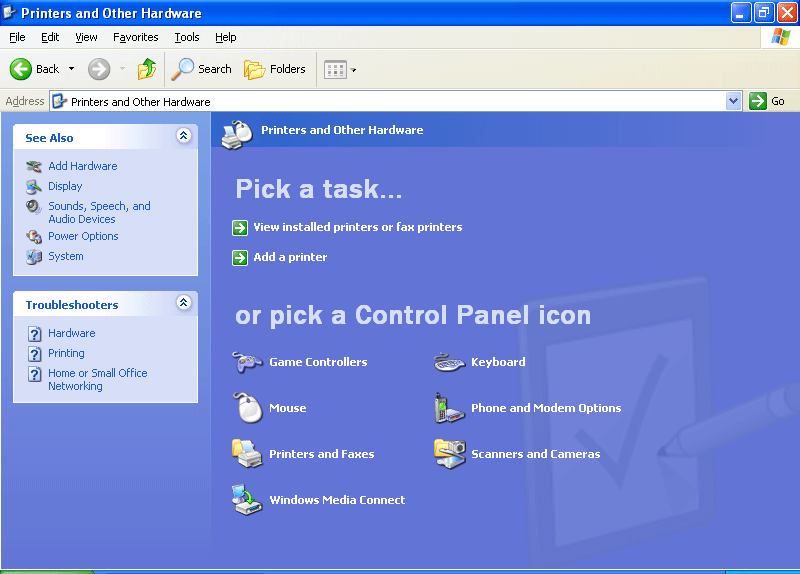 Printers and Other Hardware
File Edit View Favorites Tools Help
Back Search Folders
Address Printers and Other Hardware Go
See Also
Add Hardware
Display
Sounds, Speech, and
Audio Devices
Power Options
System
Troubleshooters
Hardware
Printing
Home or Small Office
Networking
Printers and Other Hardware
Pick a task...
View installed printers or fax printers
Add a printer
or pick a Control Panel icon
Game Controllers Keyboard
Mouse Phone and Modem Options
Printers and Faxes Scanners and Cameras
Windows Media Connect